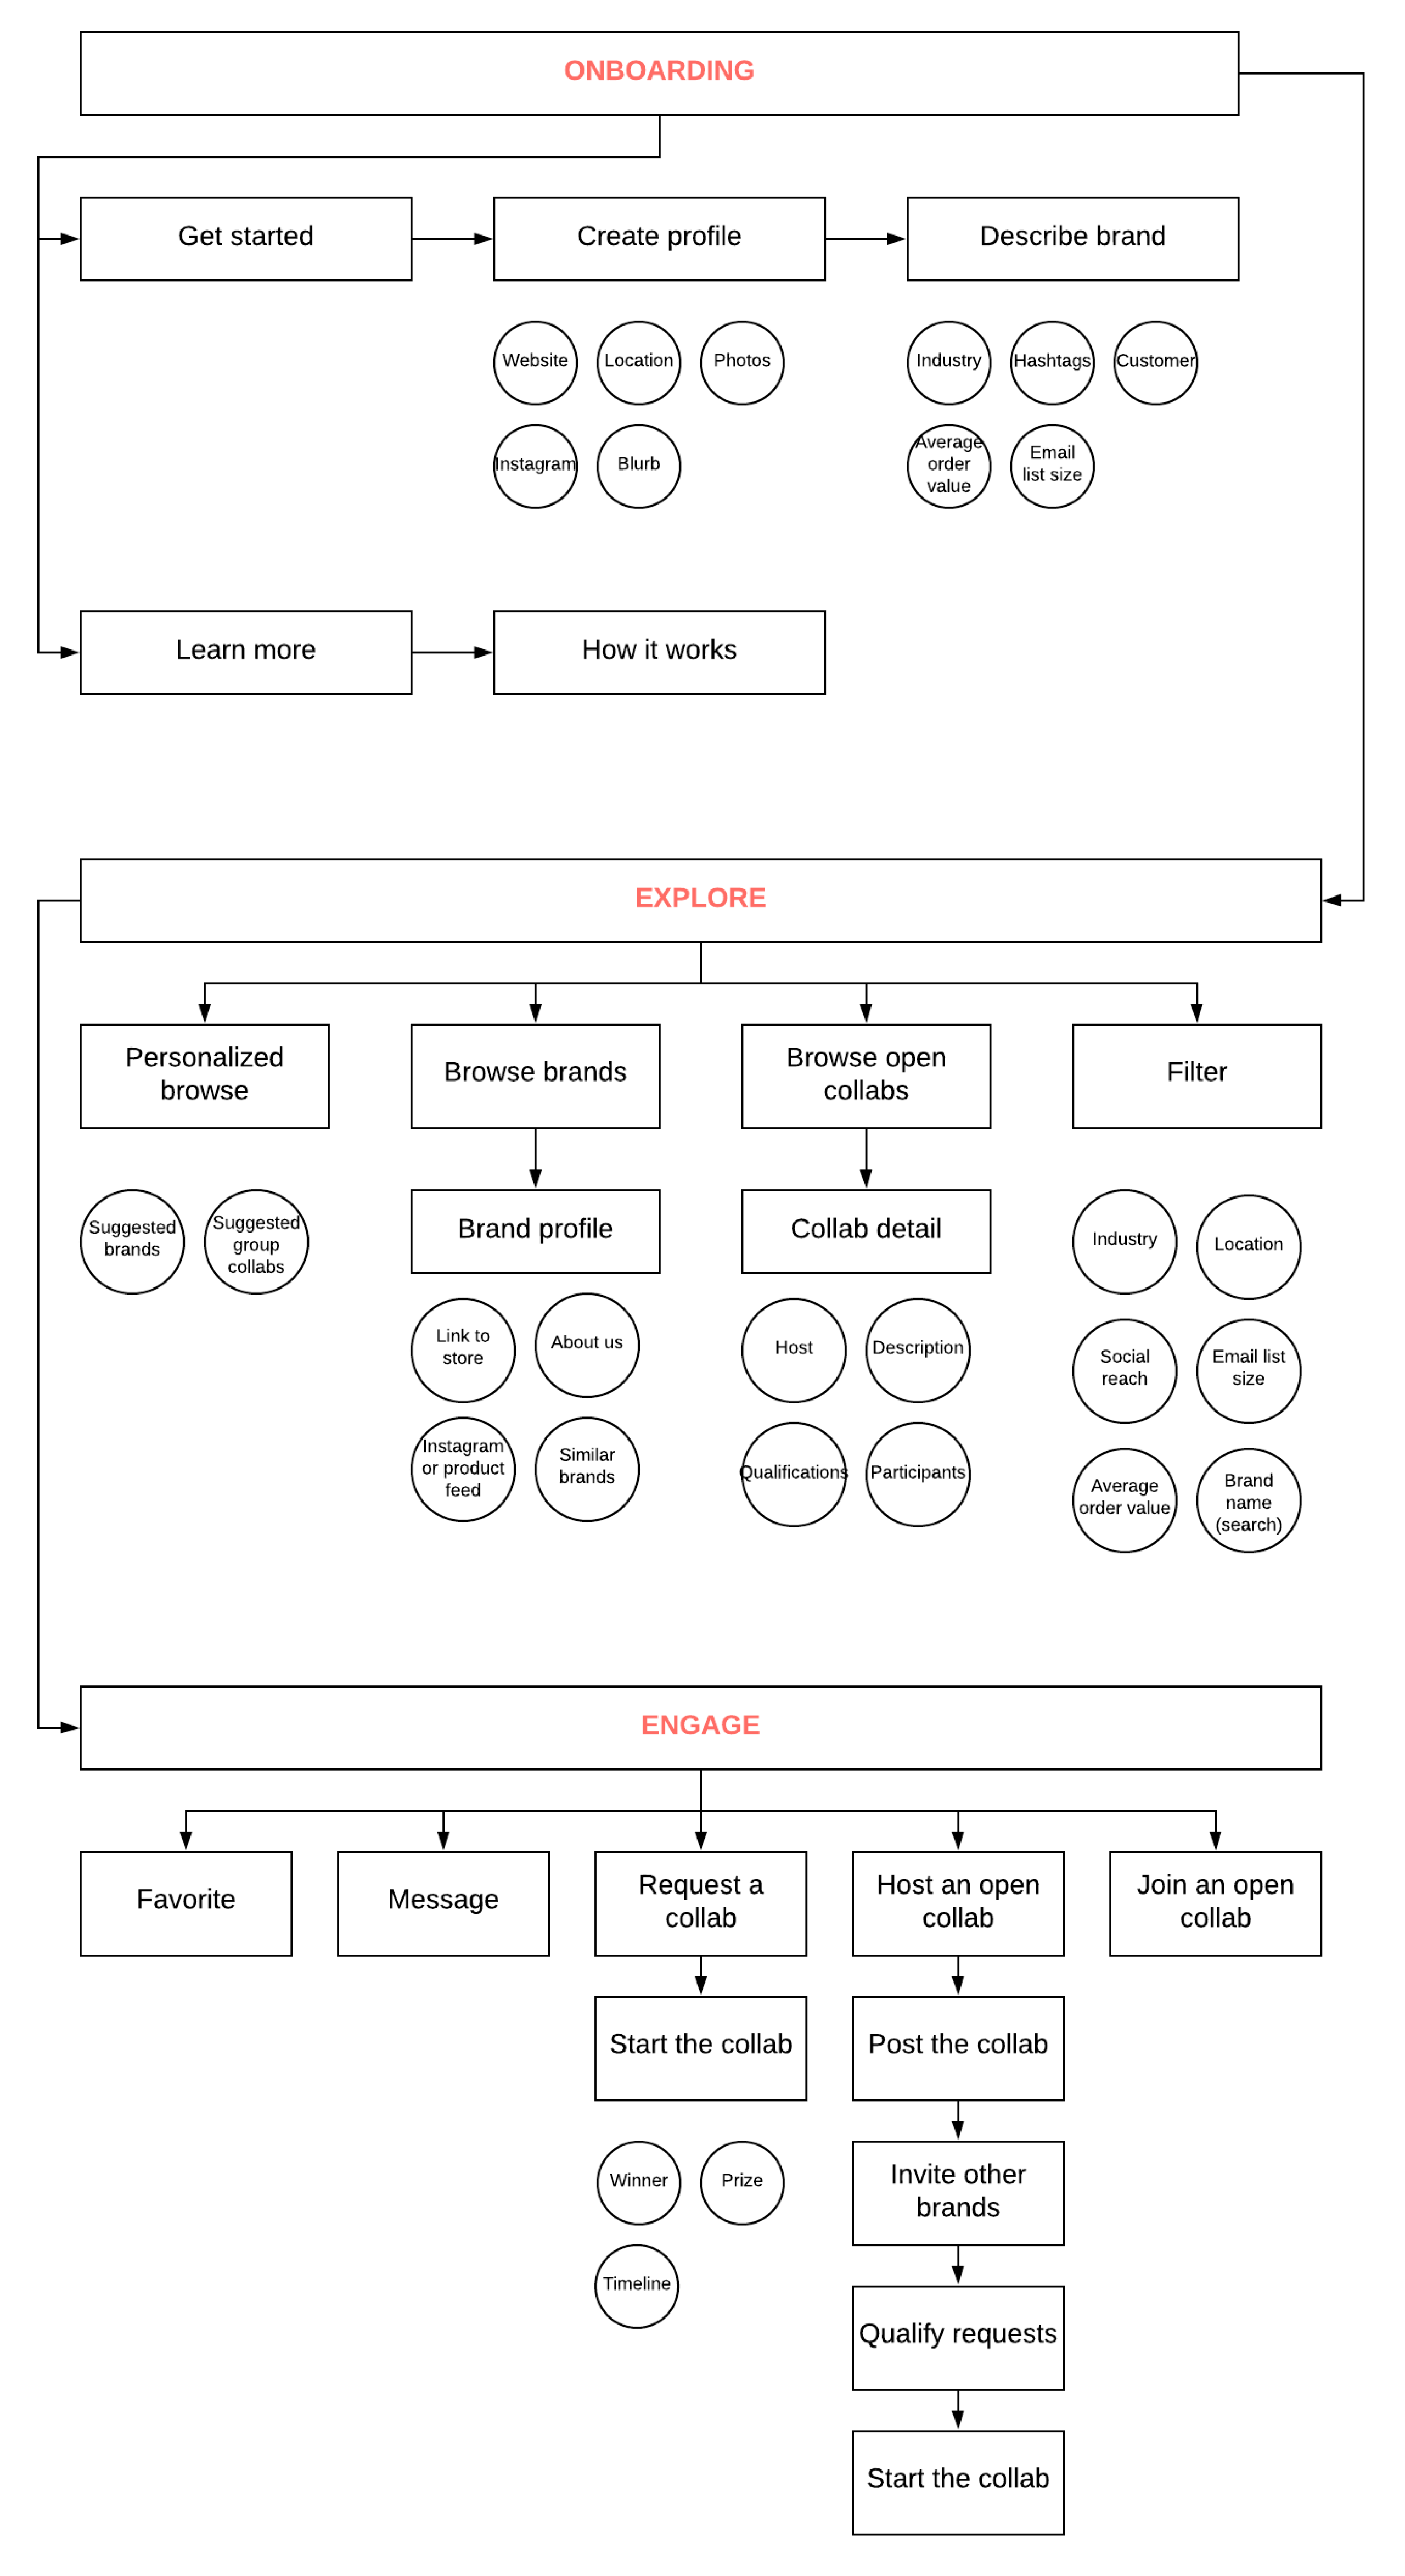 ONBOARDING
Get started
Create profile
Describe brand
Website
Location
Photos
Industry
Hashtags
Customer
Instagram
Blurb
Average
order
value
Email
list size
Learn more
How it works
EXPLORE
Personalized
browse
Browse brands
Browse open
collabs
Filter
Suggested
brands
Suggested
group
collabs
Brand profile
Collab detail
Industry
Location
Link to
store
About us
Host
Description
Social
reach
Email list
size
Instagram
or product
feed
Similar
brands
Qualifications
Participants
Average
order value
Brand
name
(search)
ENGAGE
Favorite
Message
Request a
collab
Host an open
collab
Join an open
collab
Start the collab
Post the collab
Winner
Prize
Invite other
brands
Timeline
Qualify requests
Start the collab